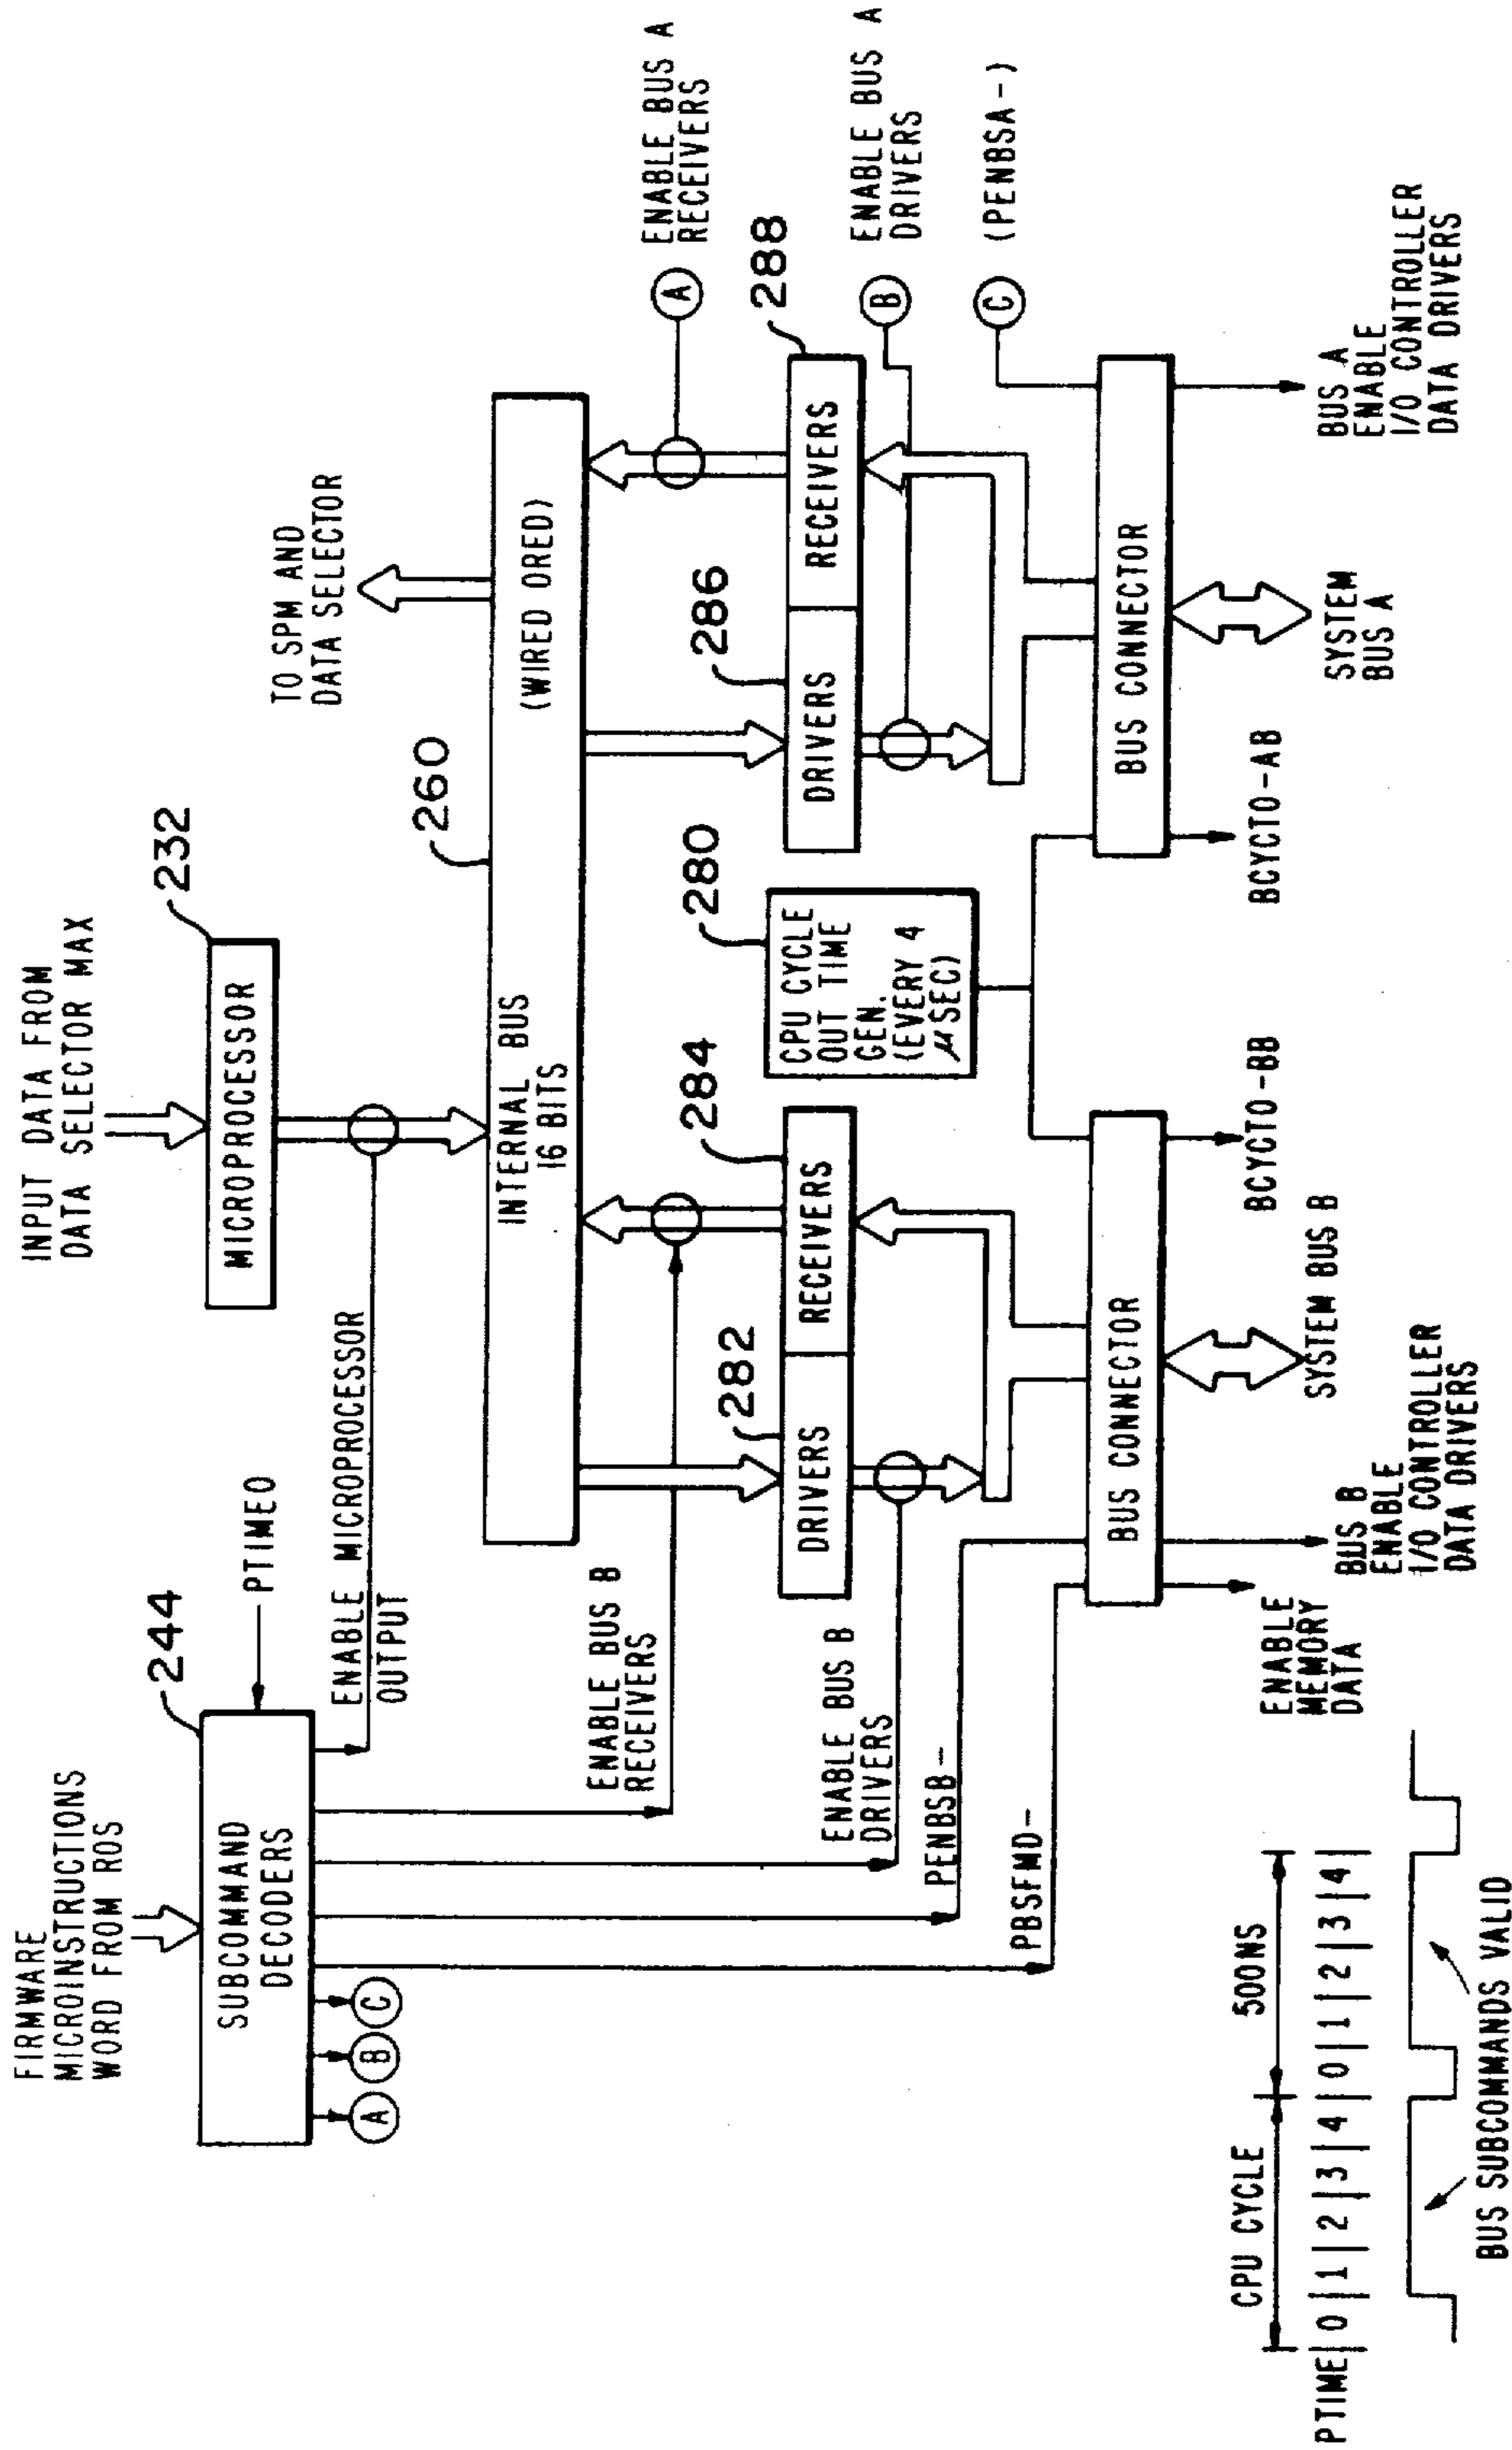 FIRMWARE
MICROINSTRUCTIONS
WORD FROM ROS
244
SUBCOMMAND
DECODERS
PTIME0
A
B
C
ENABLE MICROPROCESSOR
OUTPUT
INPUT DATA FROM
DATA SELECTOR MAX
232
MICROPROCESSOR
TO SPM AND
DATA SELECTOR
260
INTERNAL BUS
16 BITS
(WIRED ORED)
ENABLE BUS B
RECEIVERS
A
ENABLE BUS A
RECEIVERS
282
DRIVERS
284
RECEIVERS
280
CPU CYCLE
OUT TIME
GEN.
(EVERY 4
μSEC)
286
DRIVERS
288
RECEIVERS
ENABLE BUS B
DRIVERS
B
ENABLE BUS A
DRIVERS
PENBSB-
C
(PENBSA-)
PBSFMD-
BUS CONNECTOR
BUS CONNECTOR
ENABLE
MEMORY
DATA
BUS B
ENABLE
I/O CONTROLLER
DATA DRIVERS
SYSTEM BUS B
BCYCTO-BB
BCYCTO-AB
SYSTEM
BUS A
BUS A
ENABLE
I/O CONTROLLER
DATA DRIVERS
CPU CYCLE
500NS
PTIME|0|1|2|3|4|0|1|2|3|4|
BUS SUBCOMMANDS VALID